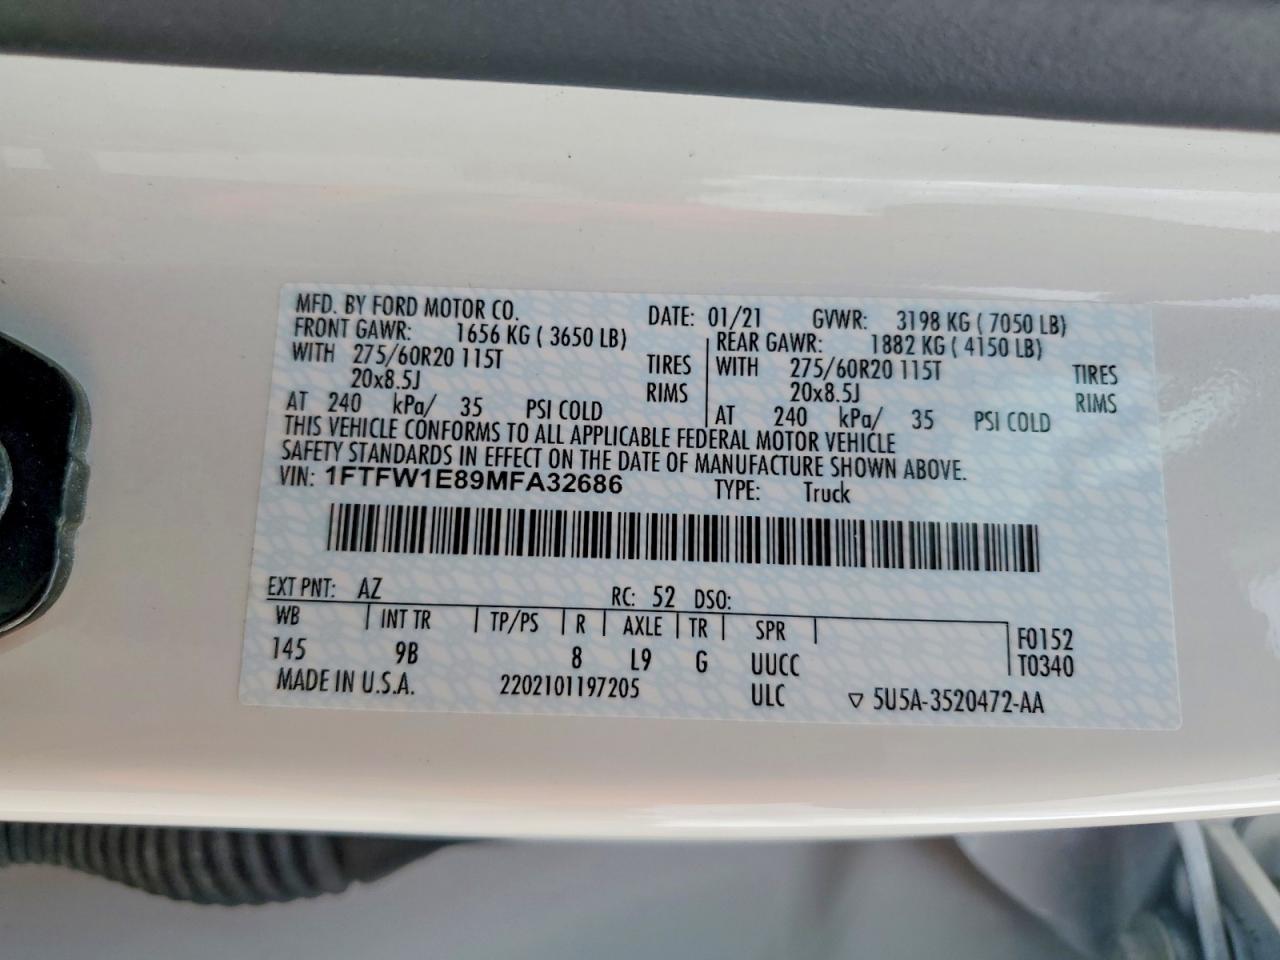 MFD. BY FORD MOTOR CO. DATE: 01/21 GVWR: 3198 KG ( 7050 LB)
FRONT GAWR: 1656 KG ( 3650 LB) REAR GAWR: 1882 KG ( 4150 LB)
WITH 275/60R20 115T TIRES WITH 275/60R20 115T TIRES
20x8.5J RIMS 20x8.5J RIMS
AT 240 kPa/ 35 PSI COLD AT 240 kPa/ 35 PSI COLD
THIS VEHICLE CONFORMS TO ALL APPLICABLE FEDERAL MOTOR VEHICLE
SAFETY STANDARDS IN EFFECT ON THE DATE OF MANUFACTURE SHOWN ABOVE.
VIN: 1FTFW1E89MFA32686 TYPE: Truck
EXT PNT: AZ RC: 52 DSO:
WB INT TR TP/PS R AXLE TR SPR F0152
145 9B 8 L9 G UUCC T0340
MADE IN U.S.A. 2202101197205 ULC ▽ 5U5A-3520472-AA